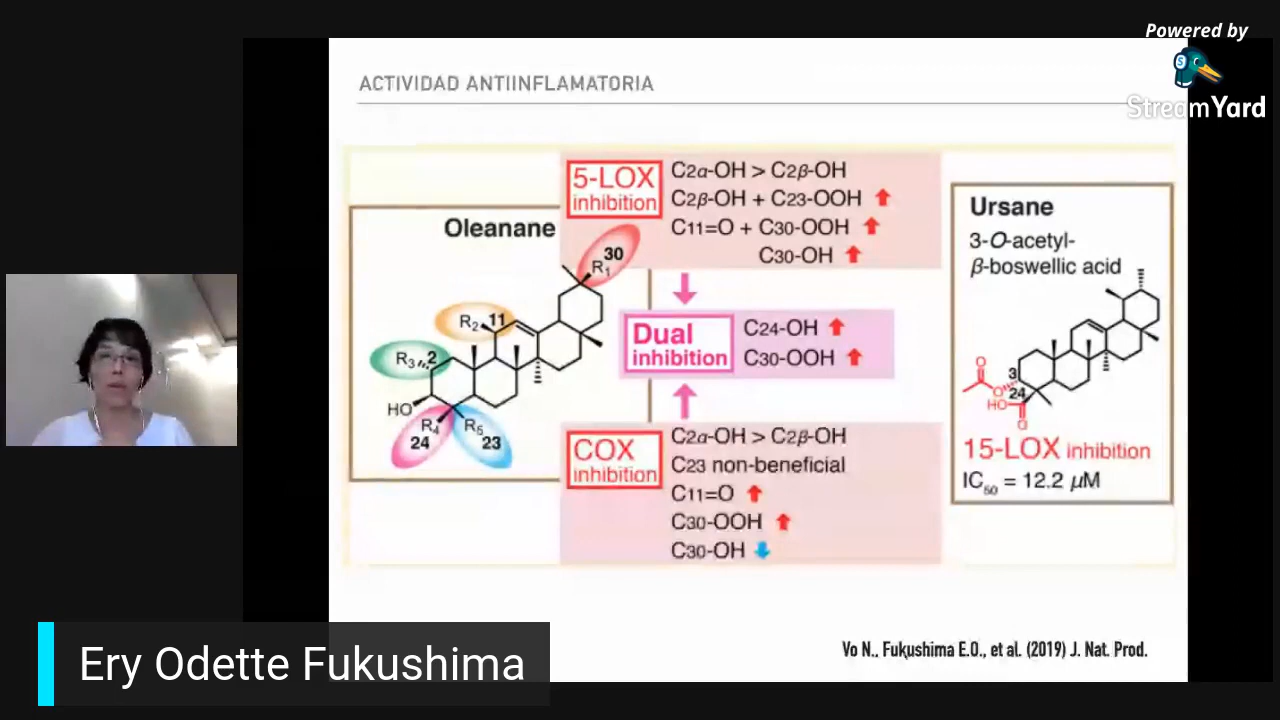 Powered by
StreamYard
ACTIVIDAD ANTIINFLAMATORIA
Oleanane
30
R1
R2
11
R3
2
HO
R4
R5
24
23
5-LOX
inhibition
C2α-OH > C2β-OH
C2β-OH + C23-OOH
C11=O + C30-OOH
C30-OH
Dual
inhibition
C24-OH
C30-OOH
COX
inhibition
C2α-OH > C2β-OH
C23 non-beneficial
C11=O
C30-OOH
C30-OH
Ursane
3-O-acetyl-
β-boswellic acid
O
O
3
24
HO
O
15-LOX inhibition
IC50 = 12.2 μM
Vo N., Fukushima E.O., et al. (2019) J. Nat. Prod.
Ery Odette Fukushima